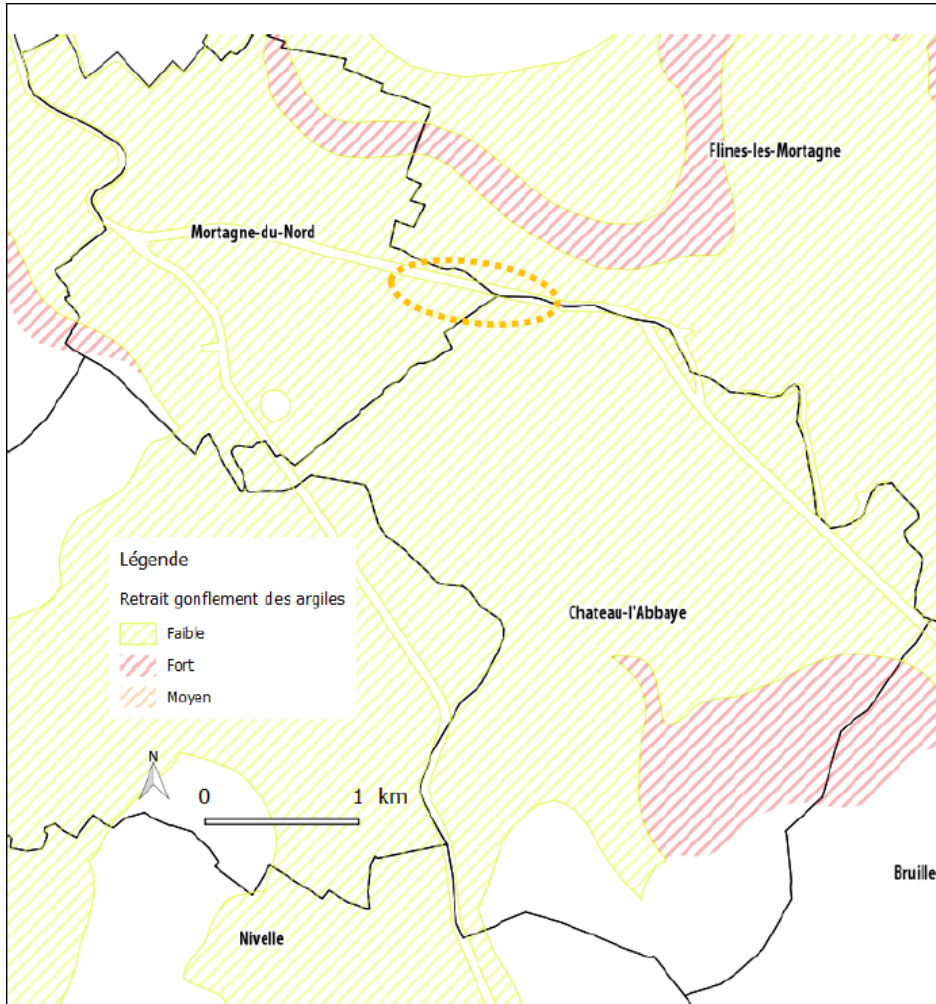 Flines-les-Mortagne
Mortagne-du-Nord
Légende
Retrait gonflement des argiles
Faible
Fort
Moyen
Chateau-l'Abbaye
N
0 1 km
Bruille
Nivelle